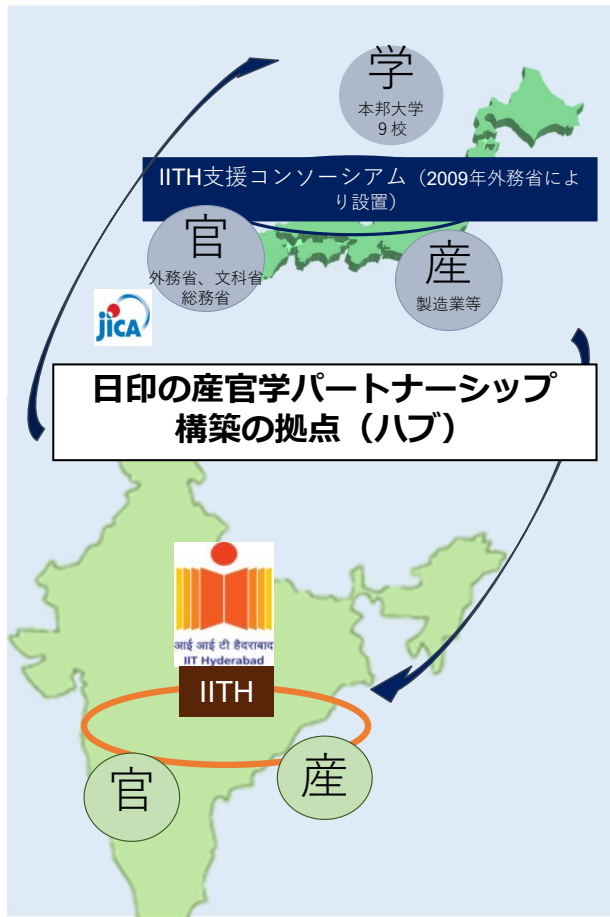 学
本邦大学
9校
IITH支援コンソーシアム（2009年外務省によ
り設置）
官
外務省、文科省
総務省
産
製造業等
jICA
日印の産官学パートナーシップ
構築の拠点（ハブ）
आई आई टी हैदराबाद
IIT Hyderabad
IITH
官
産